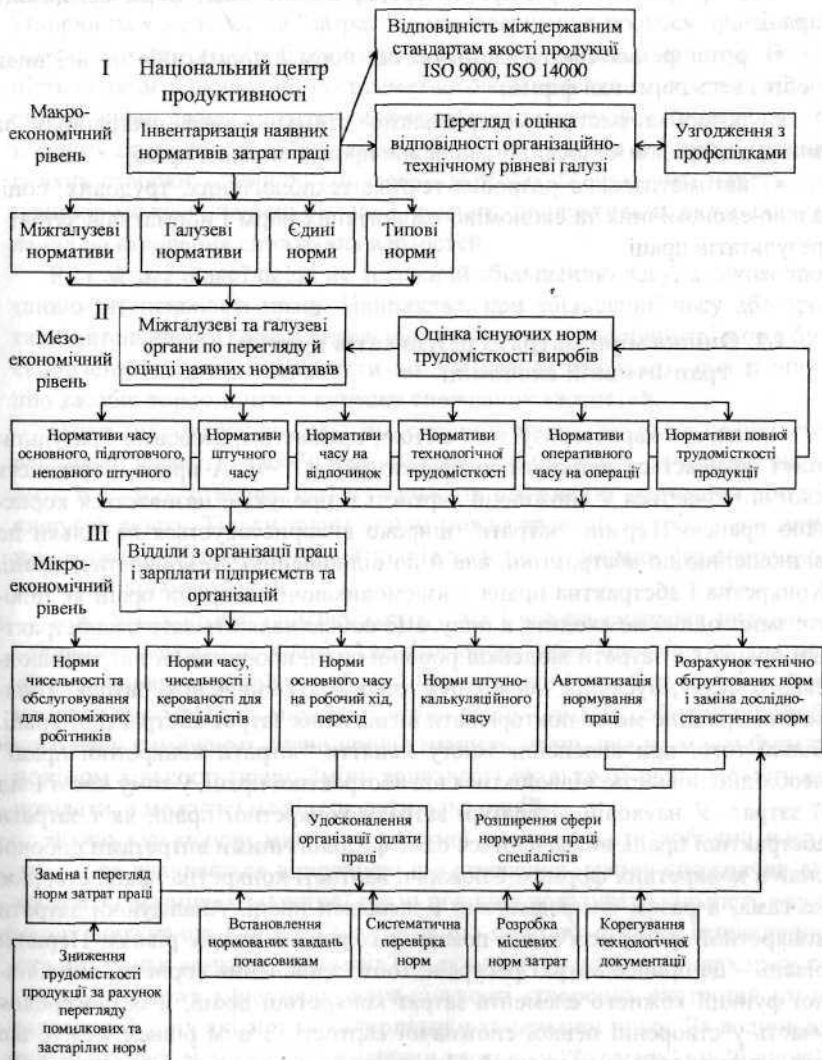 Відповідність міждержавним
стандартам якості продукції
ISO 9000, ISO 14000
I
Національний центр
продуктивності
Макро-
економічний
рівень
Інвентаризація наявних
нормативів затрат праці
Перегляд і оцінка
відповідності організаційно-
технічному рівневі галузі
Узгодження з
профспілками
Міжгалузеві
нормативи
Галузеві
нормативи
Єдині
норми
Типові
норми
II
Мезо-
економічний
рівень
Міжгалузеві та галузеві
органи по перегляду й
оцінці наявних нормативів
Оцінка існуючих норм
трудомісткості виробів
Нормативи часу
основного, підготовчого,
неповного штучного
Нормативи
штучного
часу
Нормативи
часу на
відпочинок
Нормативи
технологічної
трудомісткості
Нормативи
оперативного
часу на операції
Нормативи повної
трудомісткості
продукції
III
Мікро-
економічний
рівень
Відділи з організації праці
і зарплати підприємств та
організацій
Норми
чисельності та
обслуговування
для допоміжних
робітників
Норми часу,
чисельності і
керованості для
спеціалістів
Норми
основного часу
на робочий хід,
перехід
Норми штучно-
калькуляційного
часу
Автоматизація
нормування
праці
Розрахунок технічно
обґрунтованих норм
і заміна дослідно-
статистичних норм
Удосконалення
організації оплати
праці
Розширення сфери
нормування праці
спеціалістів
Заміна і перегляд
норм затрат праці
Встановлення
нормованих завдань
почасовикам
Систематична
перевірка
норм
Розробка
місцевих
норм затрат
Корегування
технологічної
документації
Зниження
трудомісткості
продукції за рахунок
перегляду
помилкових та
застарілих норм